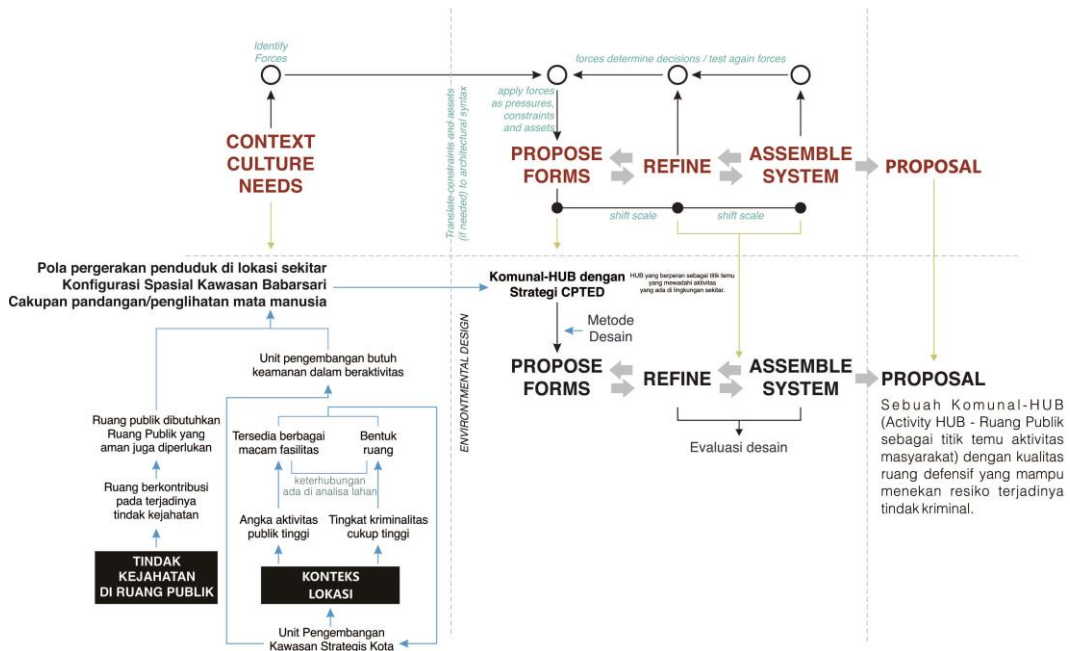 Identify
Forces
forces determine decisions / test again forces
apply forces
as pressures,
constraints
and assets
Translate-constraints and assets
(if needed) to architectural syntax
CONTEXT
CULTURE
NEEDS
PROPOSE
FORMS
REFINE
ASSEMBLE
SYSTEM
PROPOSAL
shift scale
shift scale
Pola pergerakan penduduk di lokasi sekitar
Konfigurasi Spasial Kawasan Babarsari
Cakupan pandangan/penglihatan mata manusia
Komunal-HUB dengan
Strategi CPTED
HUB yang berperan sebagai titik temu
yang mewadahi aktivitas
yang ada di lingkungan sekitar.
Metode
Desain
ENVIRONTMENTAL DESIGN
PROPOSE
FORMS
REFINE
ASSEMBLE
SYSTEM
PROPOSAL
Evaluasi desain
Sebuah Komunal-HUB
(Activity HUB - Ruang Publik
sebagai titik temu aktivitas
masyarakat) dengan kualitas
ruang defensif yang mampu
menekan resiko terjadinya
tindak kriminal.
Unit pengembangan butuh
keamanan dalam beraktivitas
Ruang publik dibutuhkan
Ruang Publik yang
aman juga diperlukan
Tersedia berbagai
macam fasilitas
Bentuk
ruang
keterhubungan
ada di analisa lahan
Ruang berkontribusi
pada terjadinya
tindak kejahatan
Angka aktivitas
publik tinggi
Tingkat kriminalitas
cukup tinggi
TINDAK
KEJAHATAN
DI RUANG PUBLIK
KONTEKS
LOKASI
Unit Pengembangan
Kawasan Strategis Kota